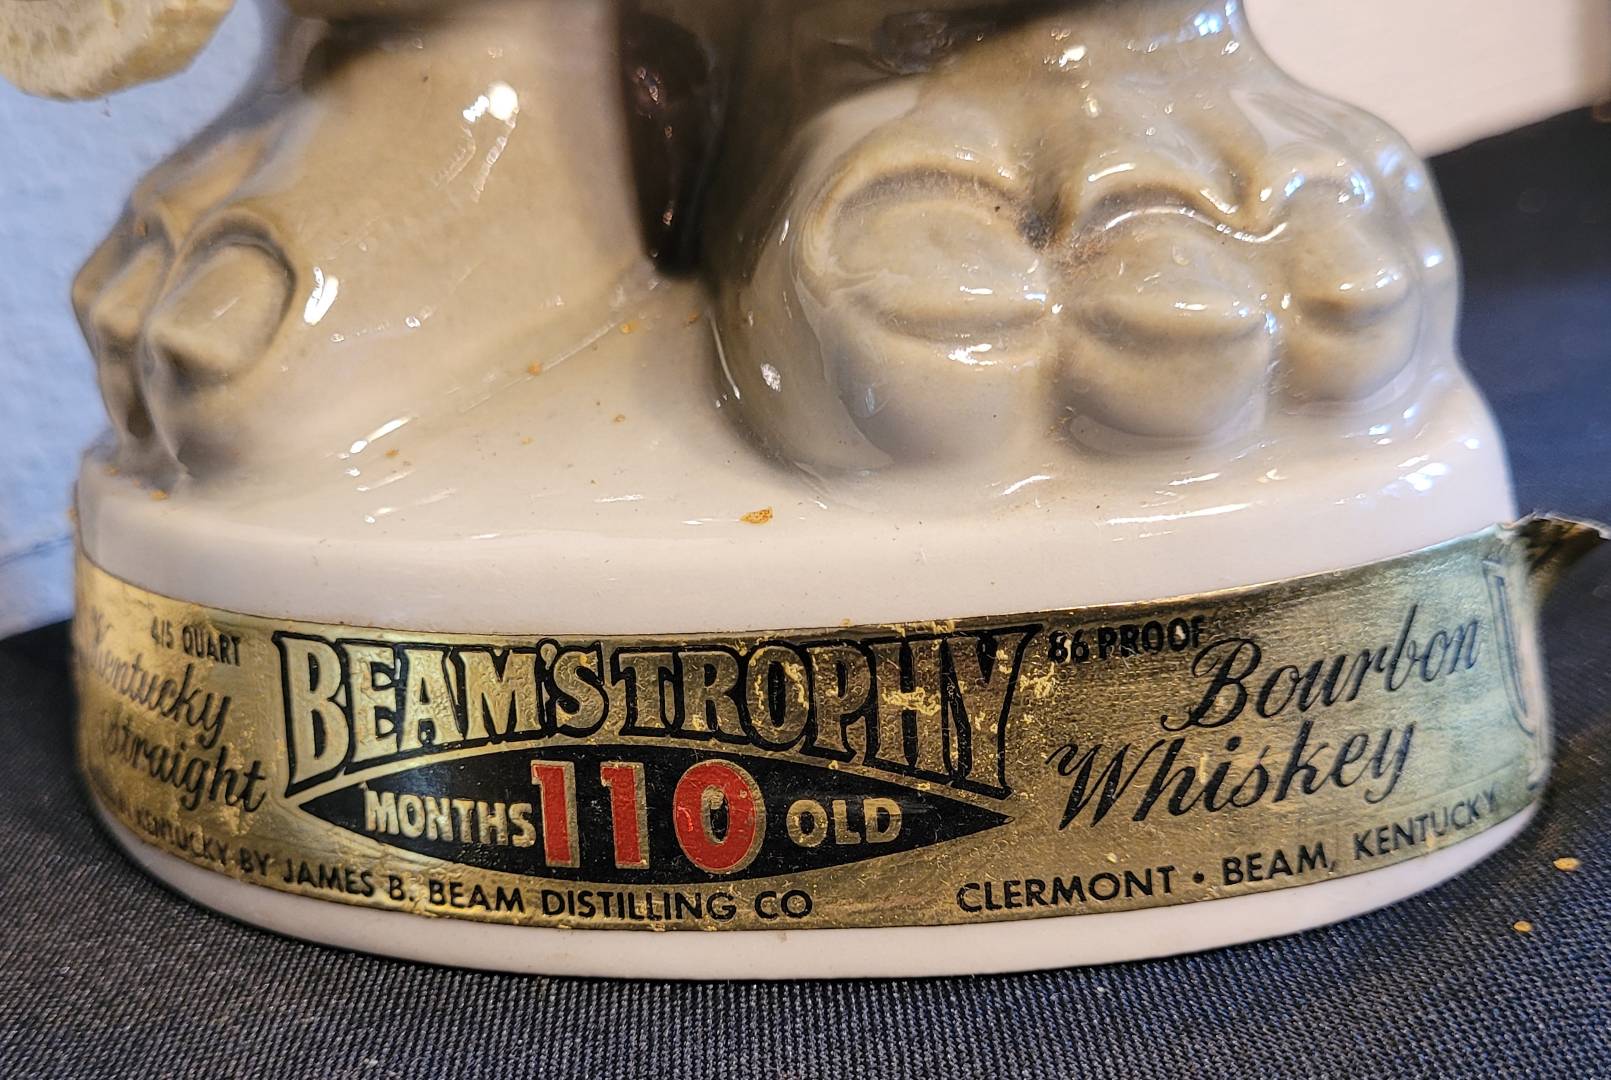 4/5 QUART
Kentucky
Straight
BEAM'S TROPHY
MONTHS 110 OLD
86 PROOF
Bourbon
Whiskey
KENTUCKY BY JAMES B. BEAM DISTILLING CO
CLERMONT • BEAM, KENTUCKY